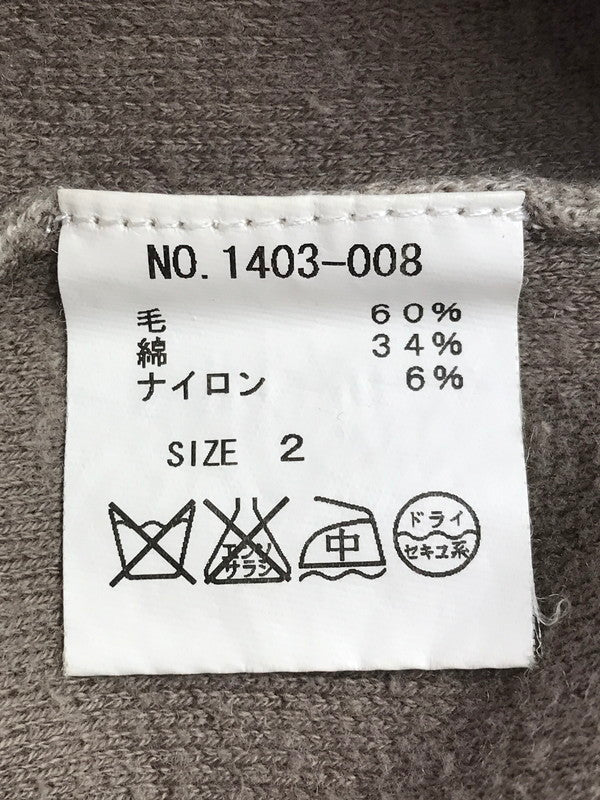 NO. 1403-008
毛 60%
綿 34%
ナイロン 6%
SIZE 2
エンソサラシ
中
ドライ
セキユ系